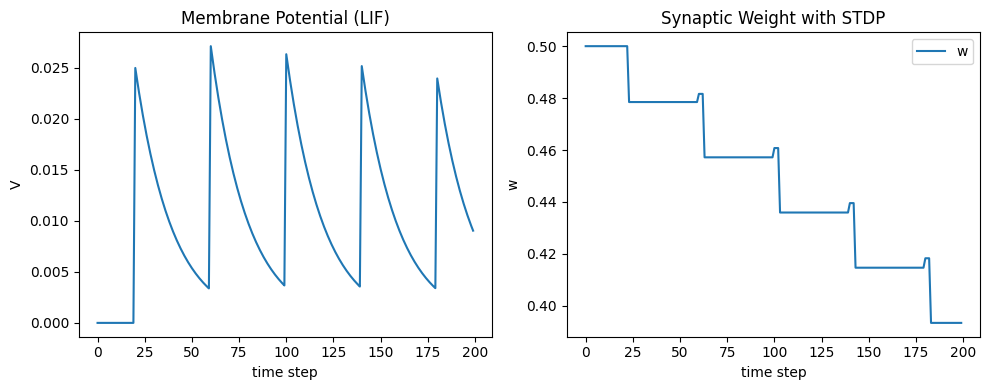 Membrane Potential (LIF)
V
0.025
0.020
0.015
0.010
0.005
0.000
0 25 50 75 100 125 150 175 200
time step
Synaptic Weight with STDP
w
w
0.50
0.48
0.46
0.44
0.42
0.40
0 25 50 75 100 125 150 175 200
time step